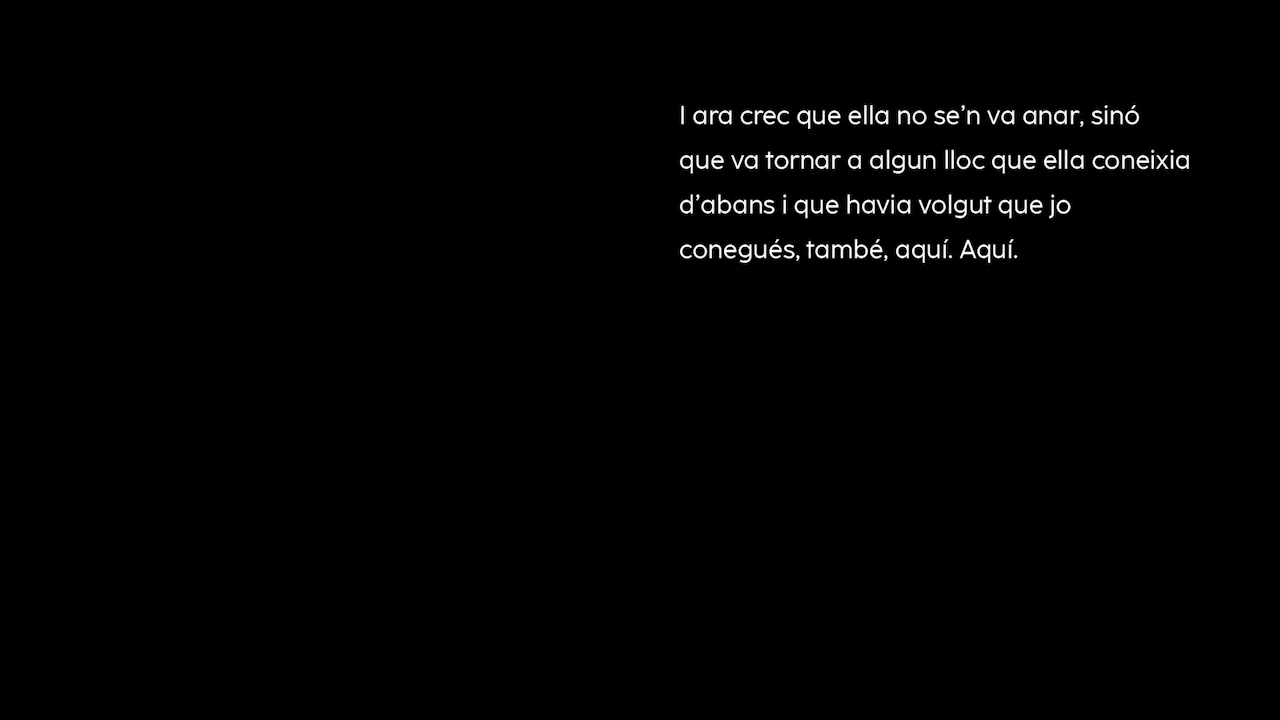 I ara crec que ella no se’n va anar, sinó
que va tornar a algun lloc que ella coneixia
d’abans i que havia volgut que jo
conegués, també, aquí. Aquí.